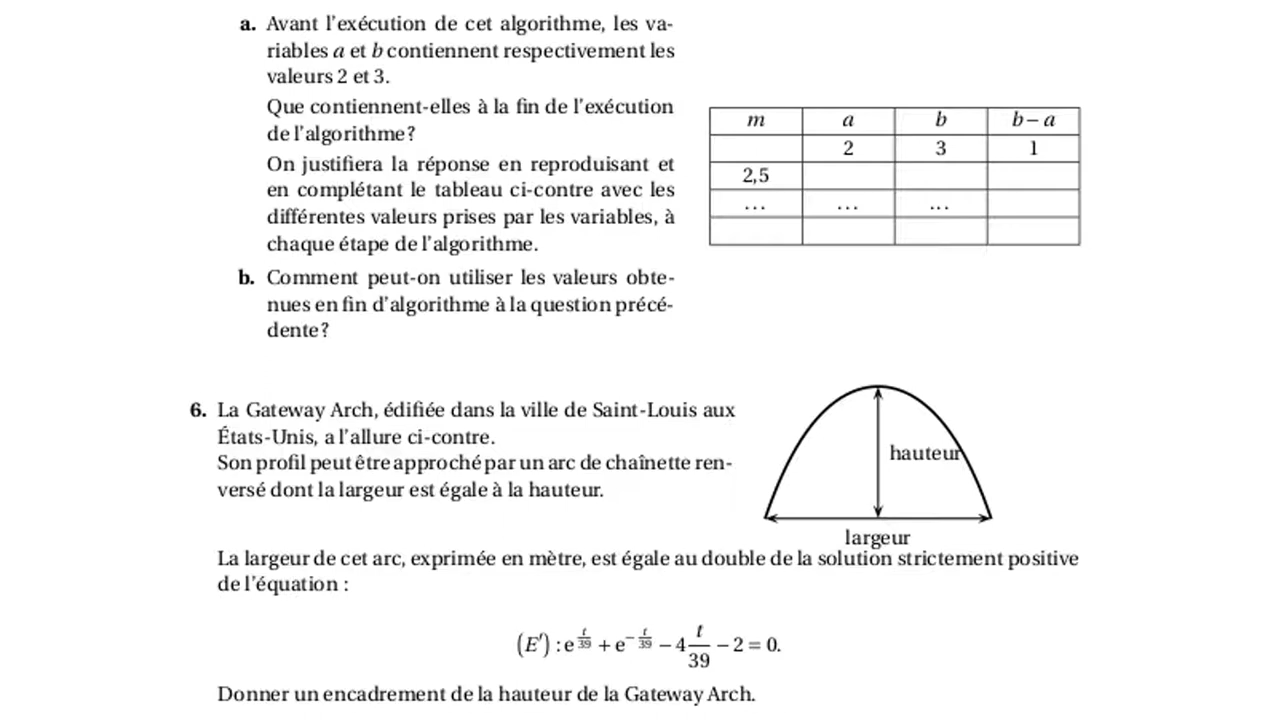 a. Avant l'exécution de cet algorithme, les va-
riables a et b contiennent respectivement les
valeurs 2 et 3.
Que contiennent-elles à la fin de l'exécution
de l'algorithme?
On justifiera la réponse en reproduisant et
en complétant le tableau ci-contre avec les
différentes valeurs prises par les variables, à
chaque étape de l'algorithme.
m a b b − a
2 3 1
2,5
... ... ...
b. Comment peut-on utiliser les valeurs obte-
nues en fin d'algorithme à la question précé-
dente?
6. La Gateway Arch, édifiée dans la ville de Saint-Louis aux
États-Unis, a l'allure ci-contre.
Son profil peut être approché par un arc de chaînette ren-
versé dont la largeur est égale à la hauteur.
hauteur
largeur
La largeur de cet arc, exprimée en mètre, est égale au double de la solution strictement positive
de l'équation :
(E′) : e^{t/39} + e^{−t/39} − 4 t/39 − 2 = 0.
Donner un encadrement de la hauteur de la Gateway Arch.